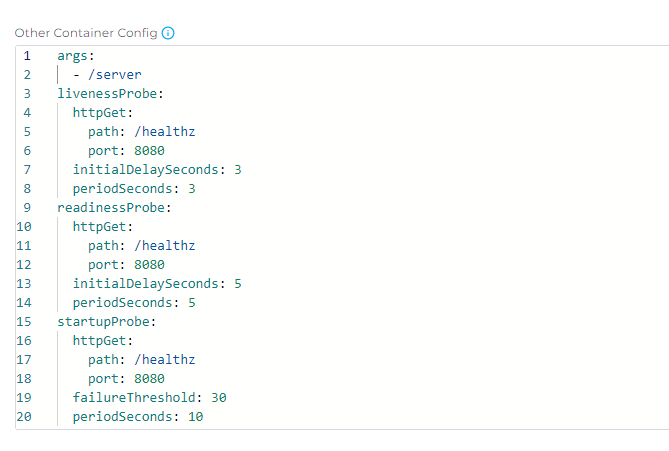 Other Container Config
1 args:
2   - /server
3 livenessProbe:
4   httpGet:
5     path: /healthz
6     port: 8080
7   initialDelaySeconds: 3
8   periodSeconds: 3
9 readinessProbe:
10   httpGet:
11     path: /healthz
12     port: 8080
13   initialDelaySeconds: 5
14   periodSeconds: 5
15 startupProbe:
16   httpGet:
17     path: /healthz
18     port: 8080
19   failureThreshold: 30
20   periodSeconds: 10